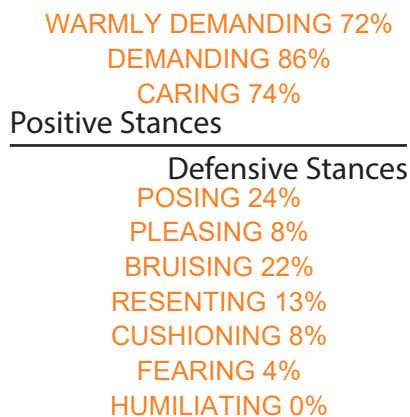 WARMLY DEMANDING 72%
DEMANDING 86%
CARING 74%
Positive Stances
Defensive Stances
POSING 24%
PLEASING 8%
BRUISING 22%
RESENTING 13%
CUSHIONING 8%
FEARING 4%
HUMILIATING 0%